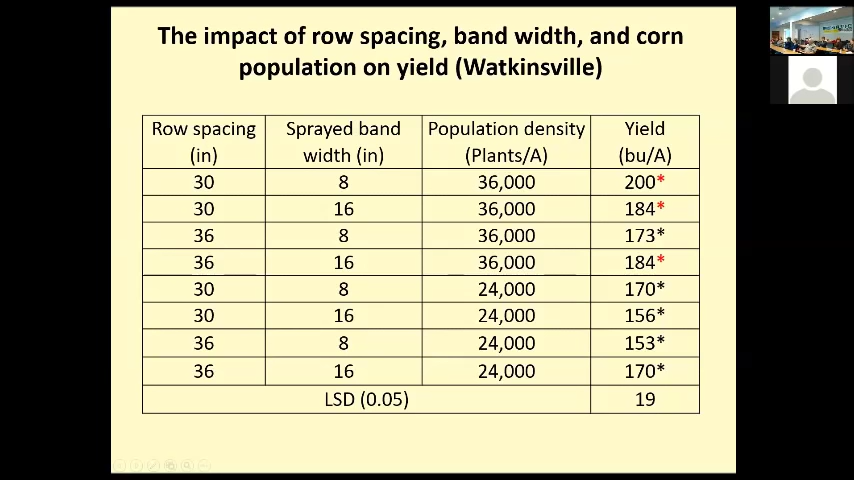 The impact of row spacing, band width, and corn
population on yield (Watkinsville)
Row spacing (in) Sprayed band width (in) Population density (Plants/A) Yield (bu/A)
30 8 36,000 200*
30 16 36,000 184*
36 8 36,000 173*
36 16 36,000 184*
30 8 24,000 170*
30 16 24,000 156*
36 8 24,000 153*
36 16 24,000 170*
LSD (0.05) 19